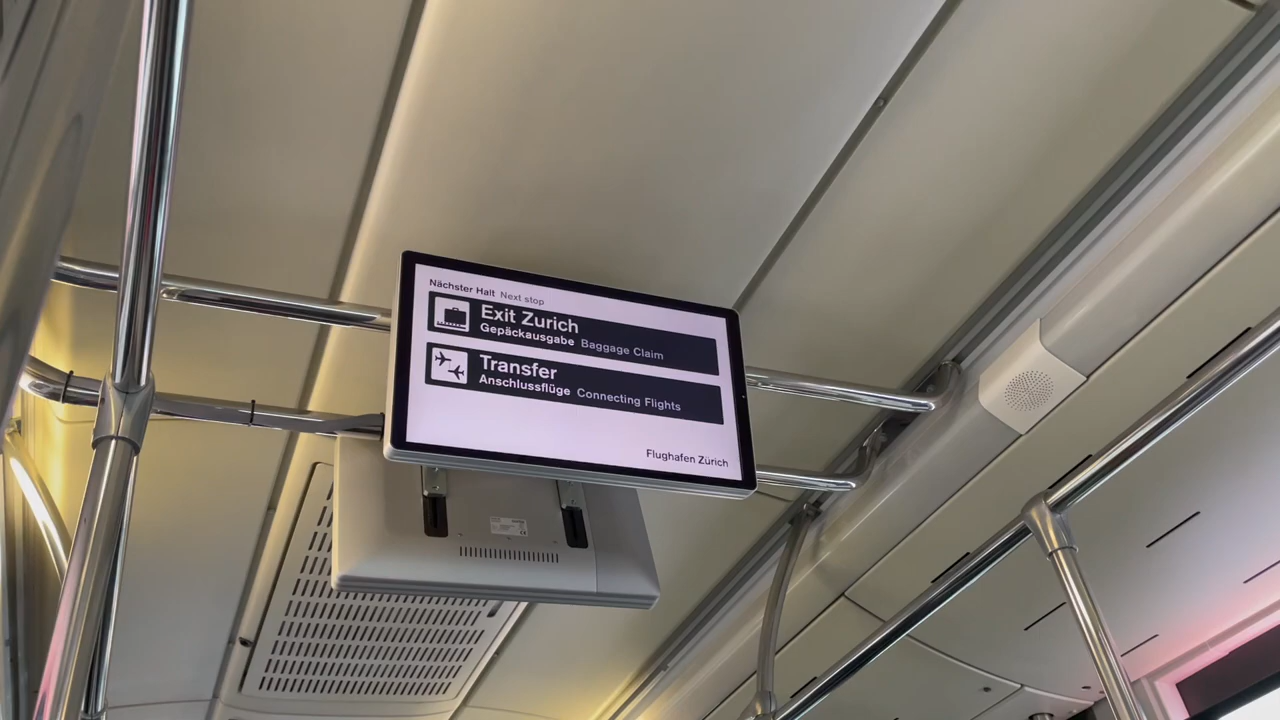 Nächster Halt Next stop
Exit Zurich
Gepäckausgabe Baggage Claim
Transfer
Anschlussflüge Connecting Flights
Flughafen Zürich